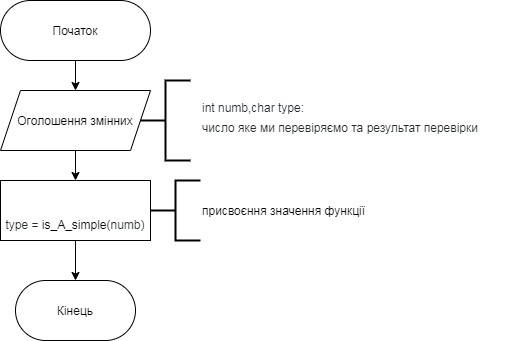 Початок
Оголошення змінних
int numb,char type:
число яке ми перевіряємо та результат перевірки
type = is_A_simple(numb)
присвоєння значення функції
Кінець